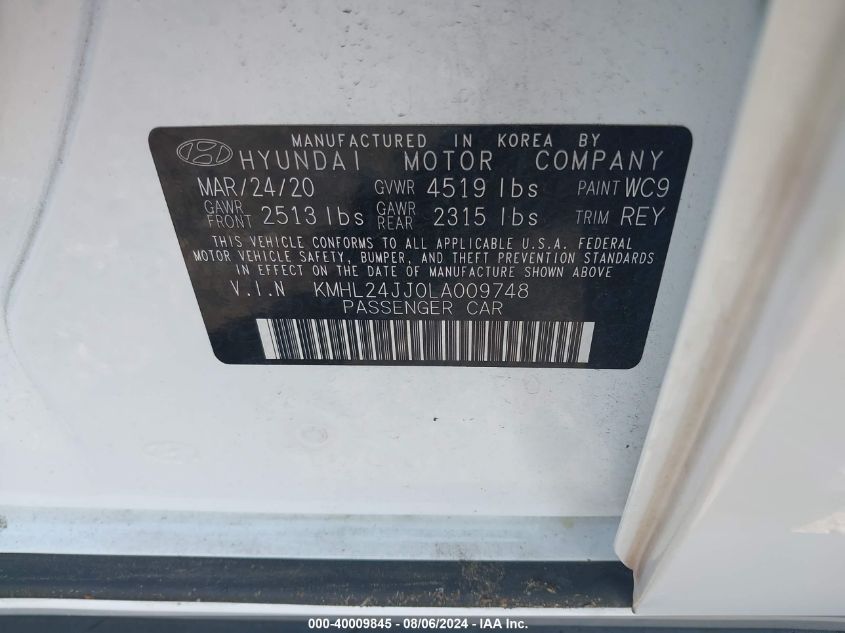 MANUFACTURED IN KOREA BY
HYUNDAI MOTOR COMPANY
MAR/24/20 GVWR 4519 lbs PAINT WC9
GAWR FRONT 2513 lbs GAWR REAR 2315 lbs TRIM REY
THIS VEHICLE CONFORMS TO ALL APPLICABLE U.S.A. FEDERAL
MOTOR VEHICLE SAFETY, BUMPER, AND THEFT PREVENTION STANDARDS
IN EFFECT ON THE DATE OF MANUFACTURE SHOWN ABOVE
V.I.N KMHL24JJ0LA009748
PASSENGER CAR
000-40009845 - 08/06/2024 - IAA Inc.